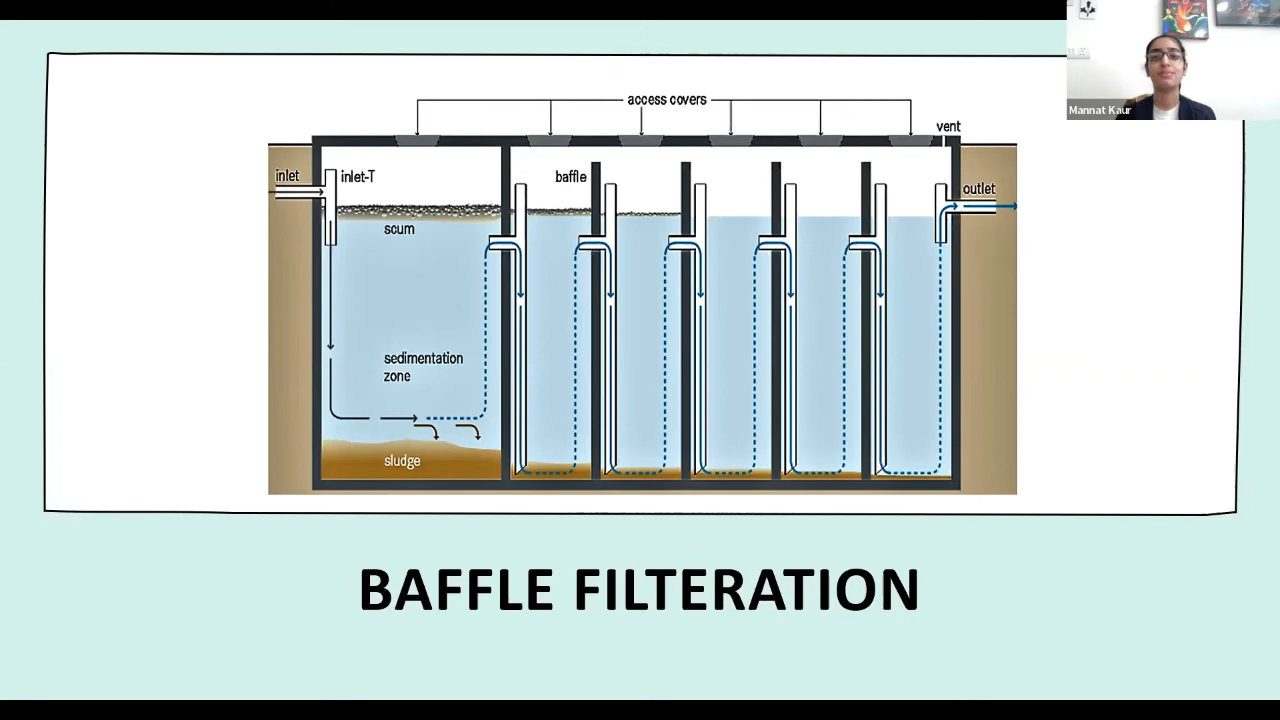 Mannat Kaur
access covers
vent
inlet
inlet-T
baffle
outlet
scum
sedimentation
zone
sludge
BAFFLE FILTERATION